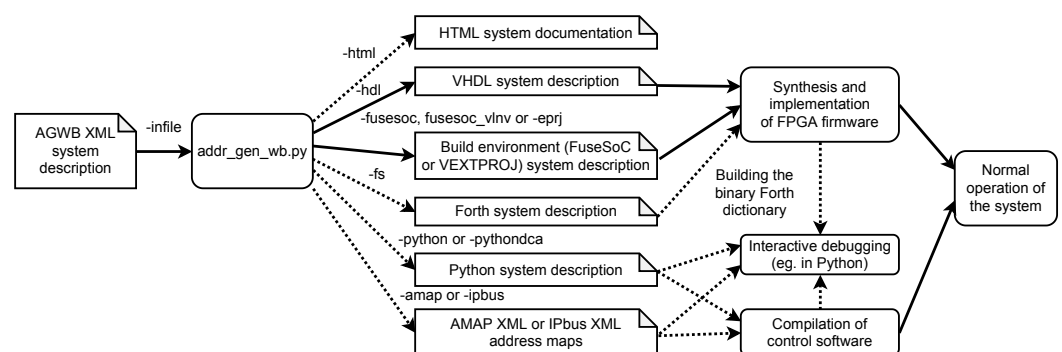 HTML system documentation
-html
VHDL system description
-hdl
-fusesoc, fusesoc_vlnv or -eprj
AGWB XML
system
description
-infile
addr_gen_wb.py
Build environment (FuseSoC
or VEXTPROJ) system description
-fs
Forth system description
-python or -pythondca
Python system description
-amap or -ipbus
AMAP XML or IPbus XML
address maps
Synthesis and
implementation
of FPGA firmware
Building the
binary Forth
dictionary
Interactive debugging
(eg. in Python)
Compilation of
control software
Normal
operation of
the system